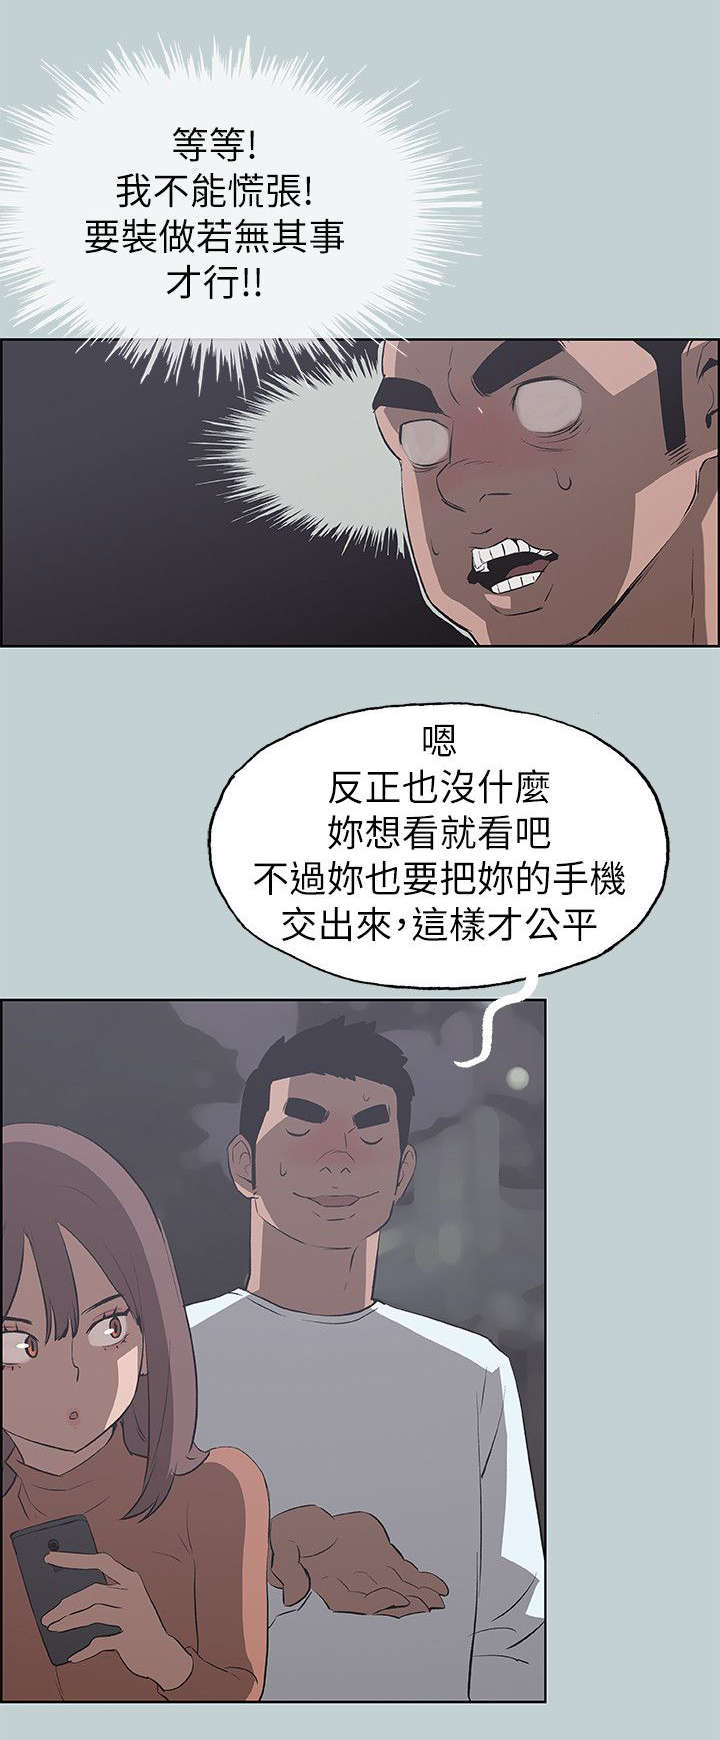 等等!
我不能慌張!
要裝做若無其事
才行!!
嗯
反正也沒什麼
妳想看就看吧
不過妳也要把妳的手機
交出來，這樣才公平